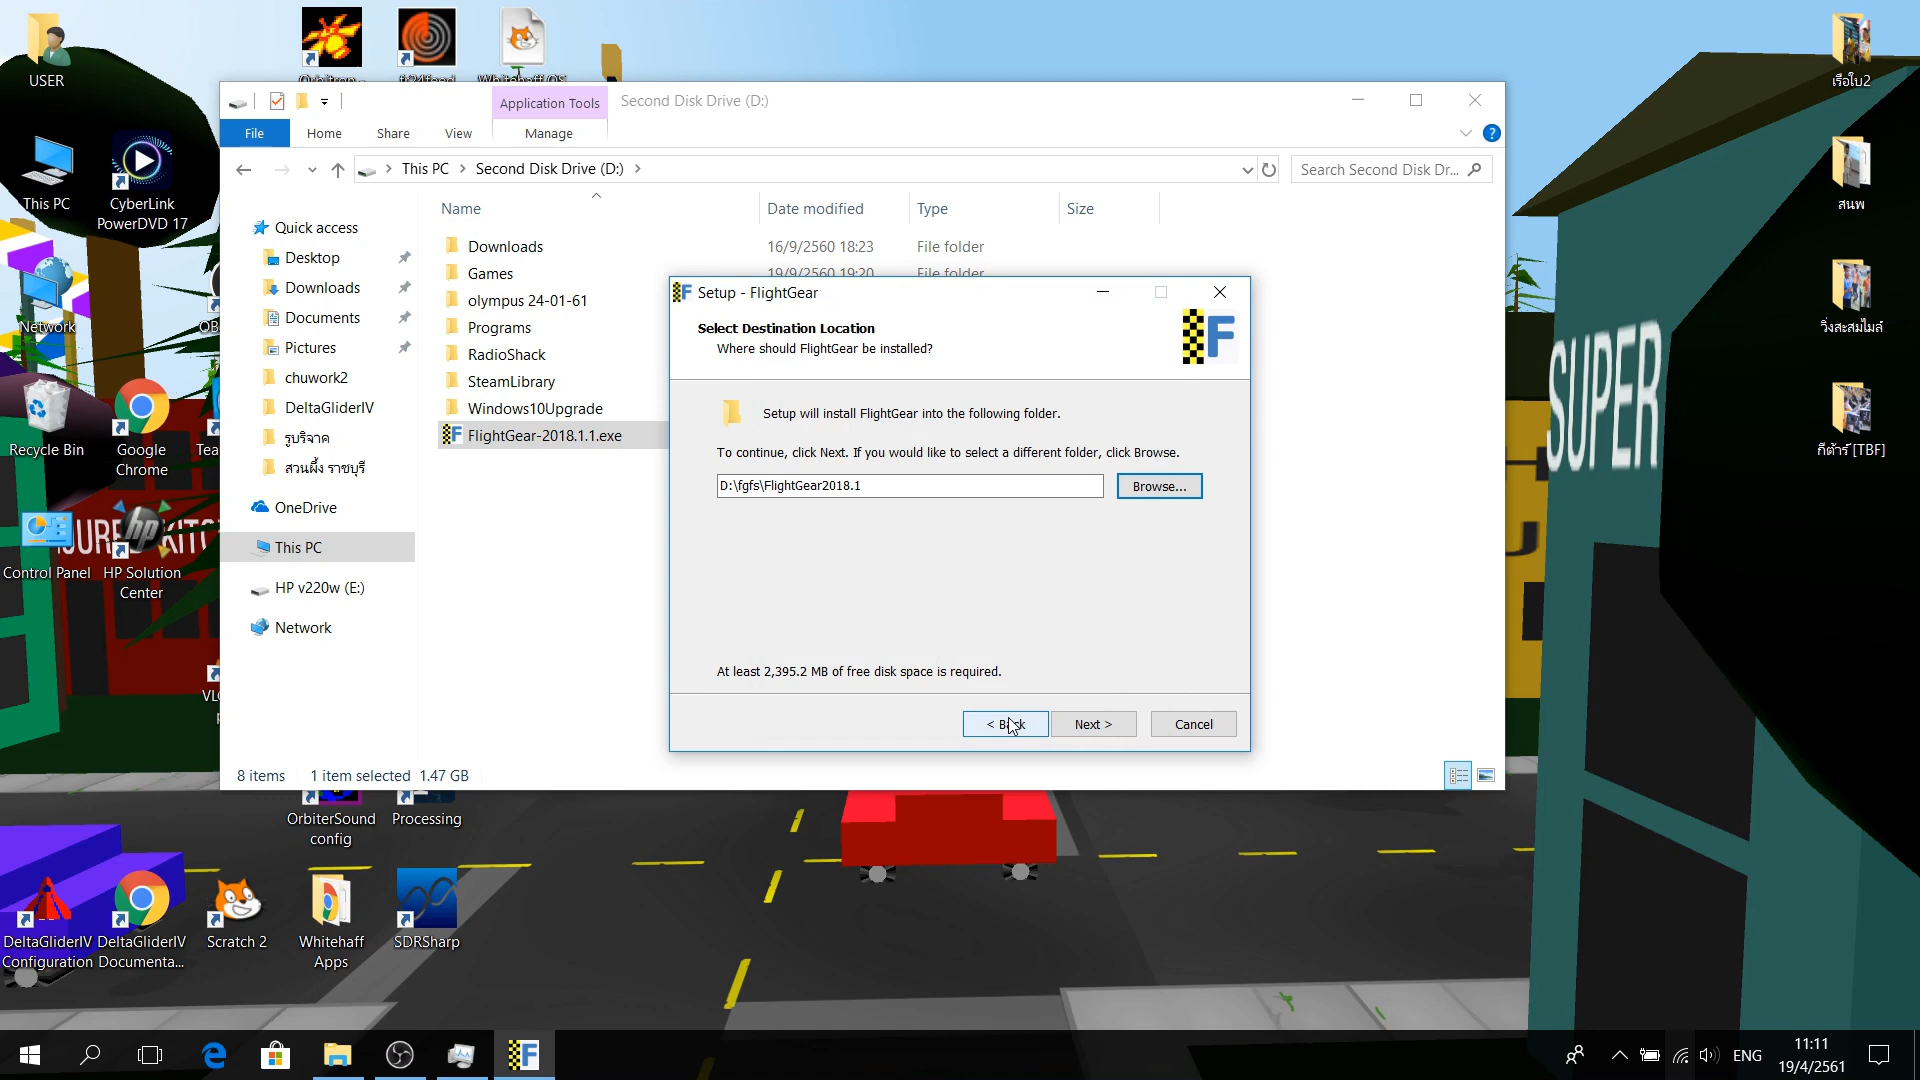 USER
This PC
CyberLink
PowerDVD 17
Network
Recycle Bin
Google
Chrome
Control Panel
HP Solution
Center
DeltaGliderIV
Configuration
DeltaGliderIV
Documenta...
Scratch 2
Whitehaff
Apps
SDRSharp
OrbiterSound
config
Processing
Application Tools
Second Disk Drive (D:)
File
Home
Share
View
Manage
This PC
Second Disk Drive (D:)
Search Second Disk Dr...
Name
Date modified
Type
Size
Quick access
Desktop
Downloads
Documents
Pictures
chuwork2
DeltaGliderIV
รูบริจาค
สวนผึ้ง ราชบุรี
OneDrive
This PC
HP v220w (E:)
Network
Downloads
16/9/2560 18:23
File folder
Games
19/9/2560 19:20
File folder
olympus 24-01-61
Programs
RadioShack
SteamLibrary
Windows10Upgrade
FlightGear-2018.1.1.exe
8 items
1 item selected
1.47 GB
Setup - FlightGear
Select Destination Location
Where should FlightGear be installed?
F
Setup will install FlightGear into the following folder.
To continue, click Next. If you would like to select a different folder, click Browse.
D:\fgfs\FlightGear2018.1
Browse...
At least 2,395.2 MB of free disk space is required.
< Back
Next >
Cancel
เรือใบ2
สนพ
วิ่งสะสมไมล์
กีต้าร์ [TBF]
SUPER
ENG
11:11
19/4/2561